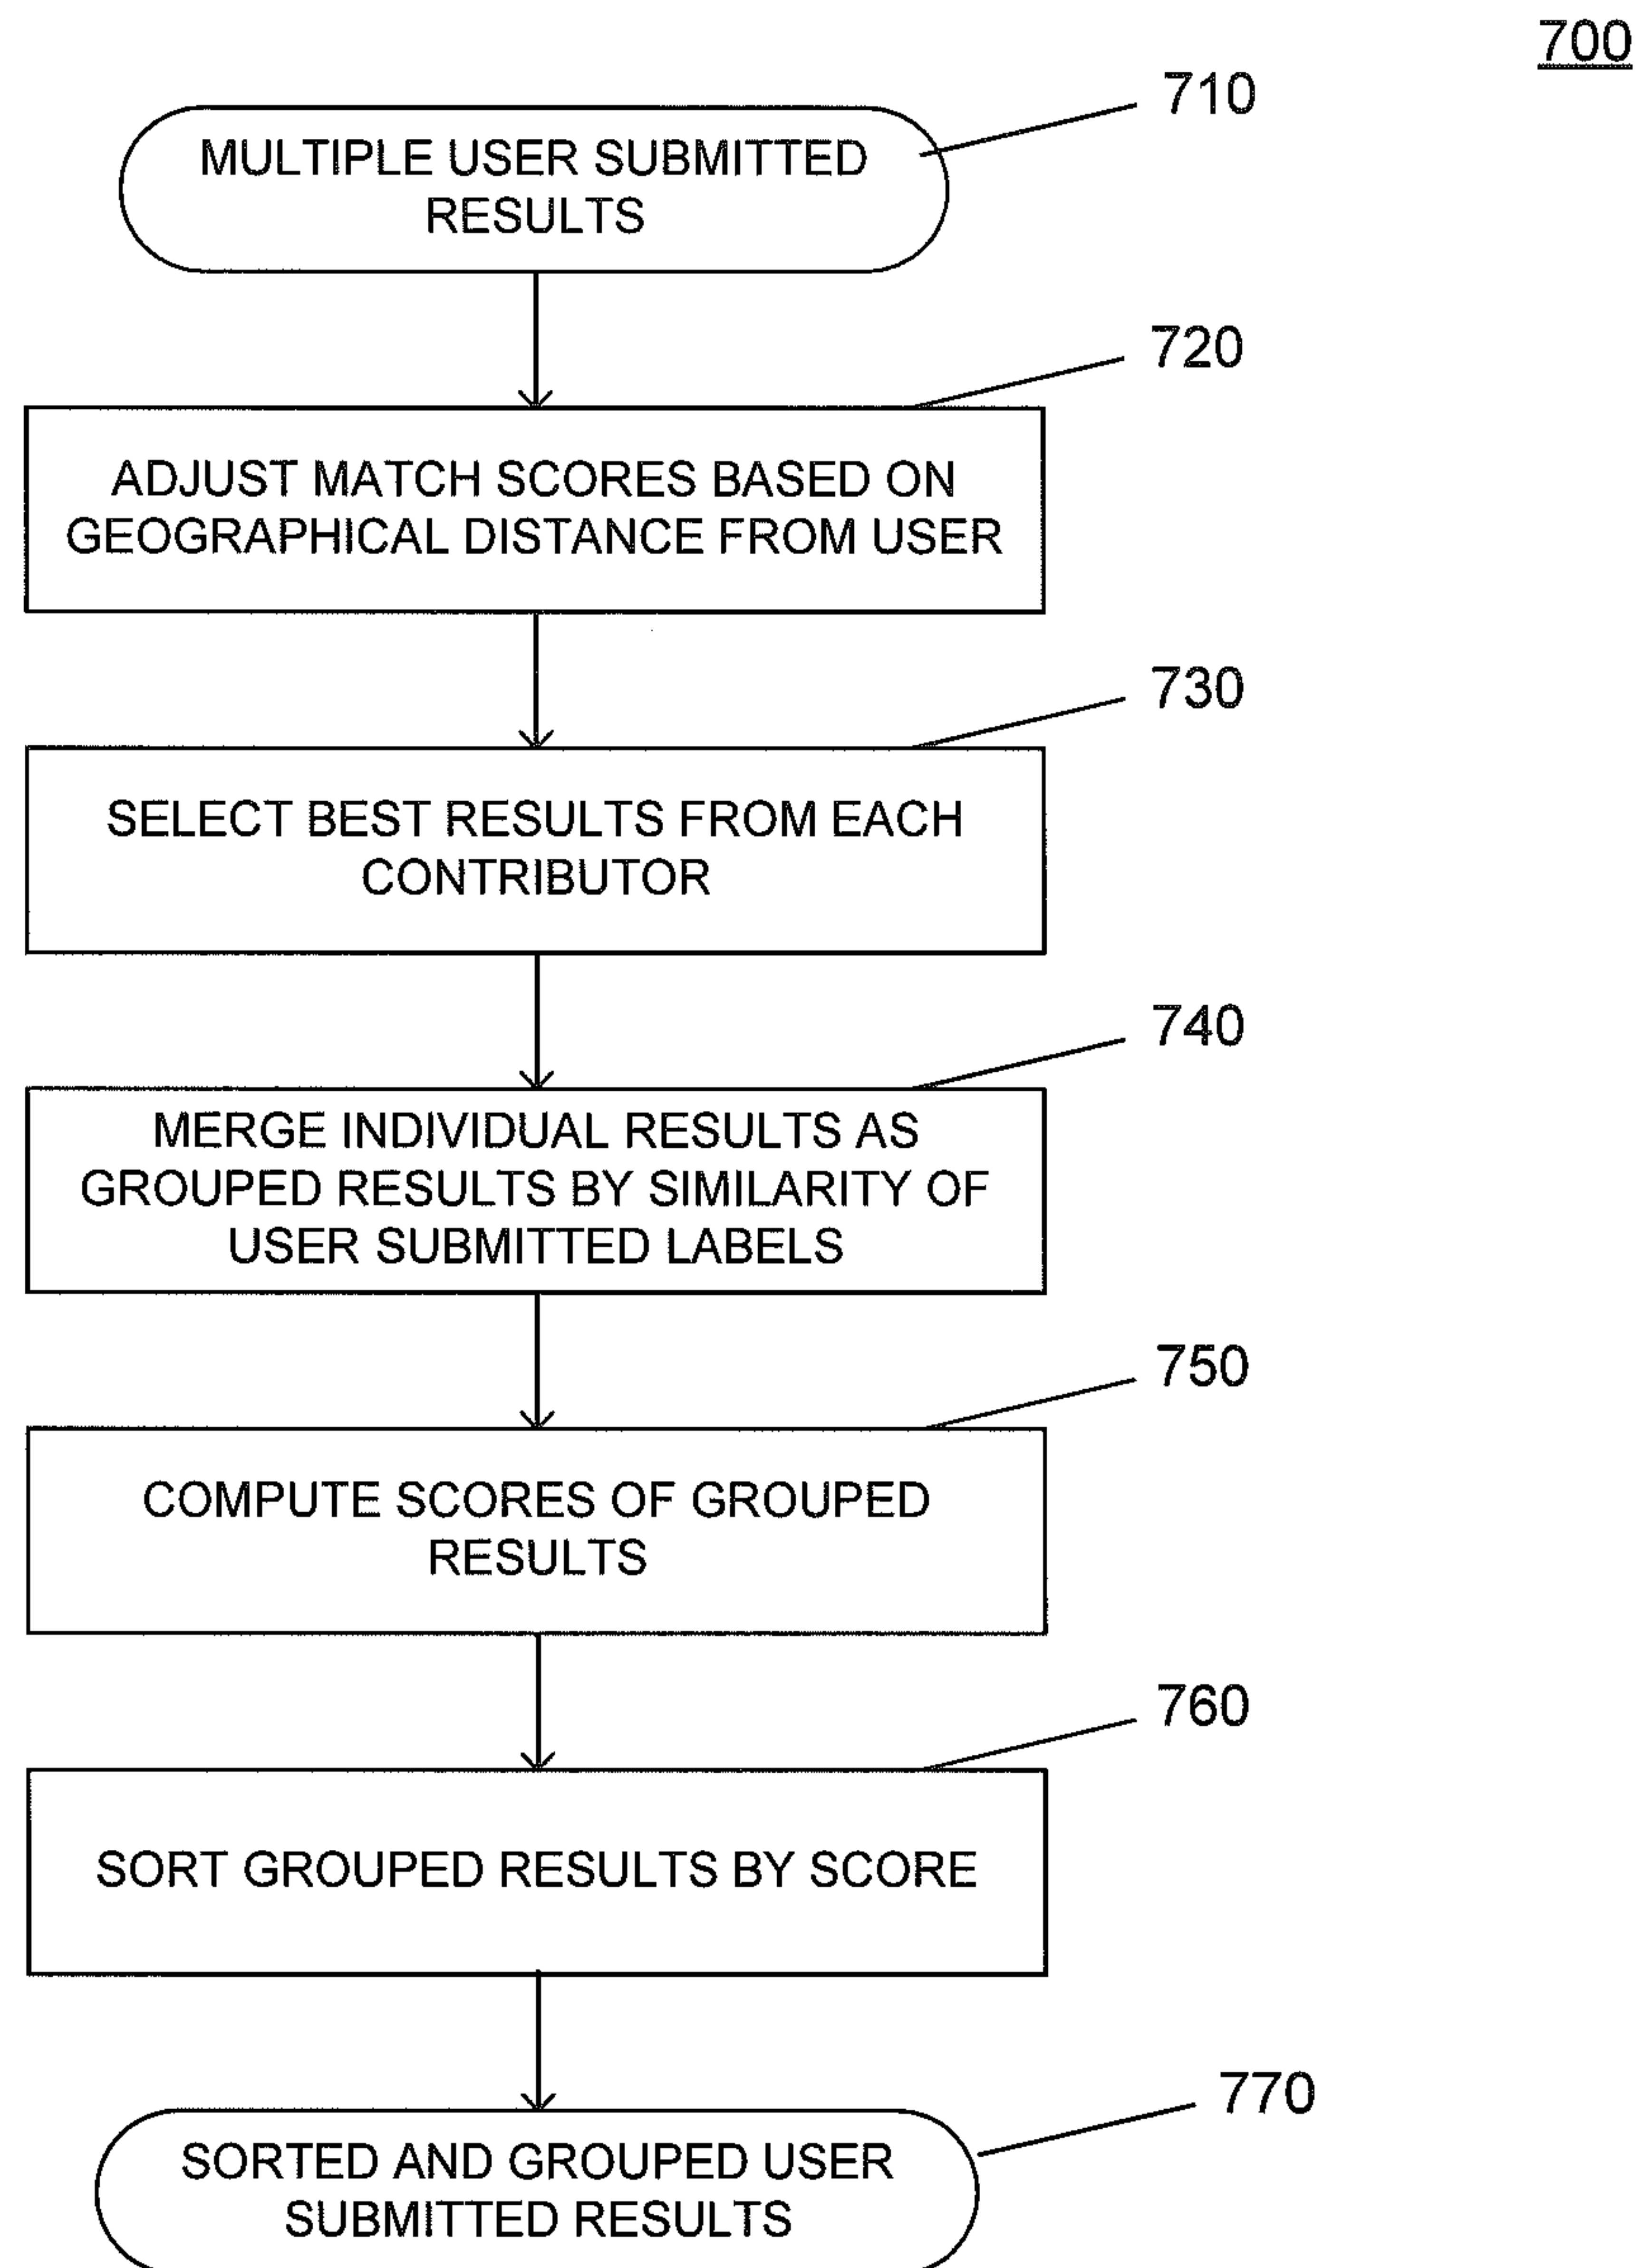 700
710
MULTIPLE USER SUBMITTED
RESULTS
720
ADJUST MATCH SCORES BASED ON
GEOGRAPHICAL DISTANCE FROM USER
730
SELECT BEST RESULTS FROM EACH
CONTRIBUTOR
740
MERGE INDIVIDUAL RESULTS AS
GROUPED RESULTS BY SIMILARITY OF
USER SUBMITTED LABELS
750
COMPUTE SCORES OF GROUPED
RESULTS
760
SORT GROUPED RESULTS BY SCORE
770
SORTED AND GROUPED USER
SUBMITTED RESULTS